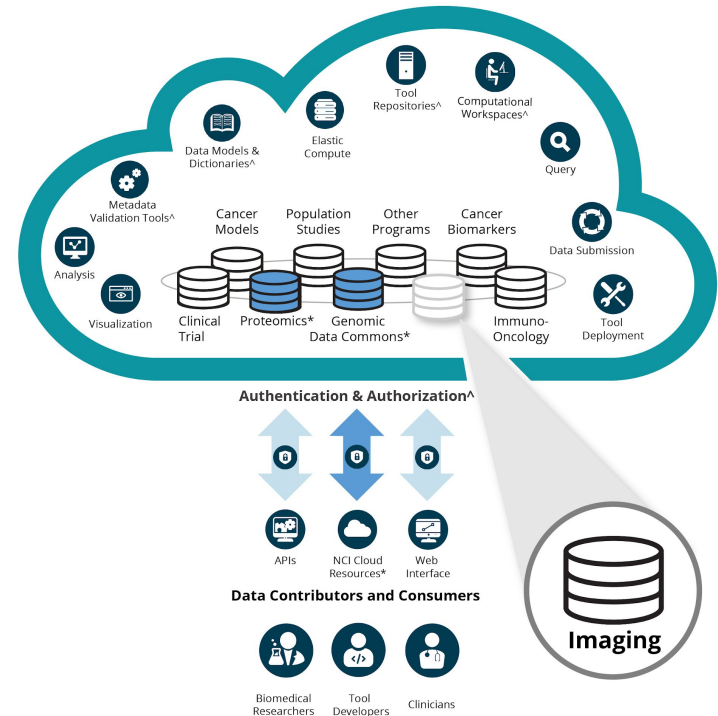 Tool
Repositories^
Computational
Workspaces^
Elastic
Compute
Data Models &
Dictionaries^
Query
Metadata
Validation Tools^
Cancer
Models
Population
Studies
Other
Programs
Cancer
Biomarkers
Data Submission
Analysis
Visualization
Clinical
Trial
Proteomics*
Genomic
Data Commons*
Immuno-
Oncology
Tool
Deployment
Authentication & Authorization^
APIs
NCI Cloud
Resources*
Web
Interface
Data Contributors and Consumers
Imaging
Biomedical
Researchers
Tool
Developers
Clinicians